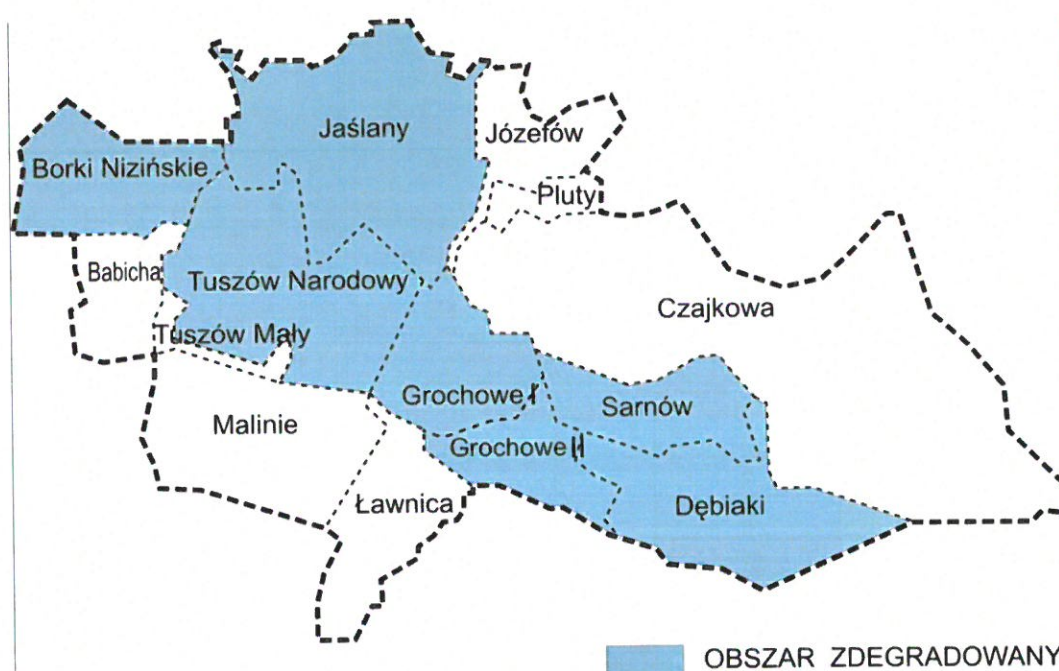 Jaślany
Józefów
Borki Nizińskie
Pluty
Babicha
Tuszów Narodowy
Czajkowa
Tuszów Mały
Grochowe I
Sarnów
Malinie
Grochowe II
Ławnica
Dębiaki
OBSZAR ZDEGRADOWANY